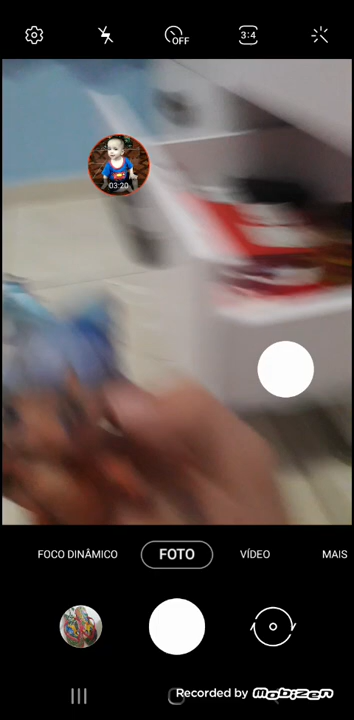 OFF
3:4
03:20
FOCO DINÂMICO
FOTO
VÍDEO
MAIS
Recorded by Mobizen